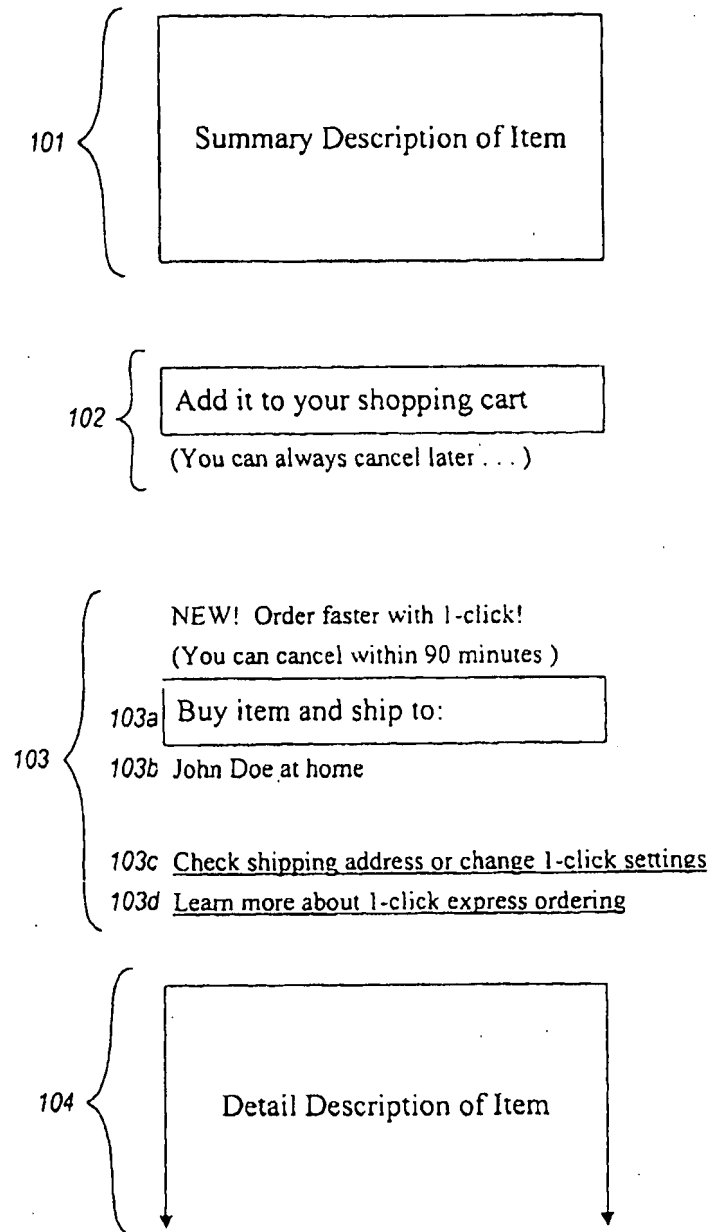 101
Summary Description of Item
102
Add it to your shopping cart
(You can always cancel later . . . )
103
NEW! Order faster with 1-click!
(You can cancel within 90 minutes )
103a Buy item and ship to:
103b John Doe at home
103c Check shipping address or change 1-click settings
103d Learn more about 1-click express ordering
104
Detail Description of Item